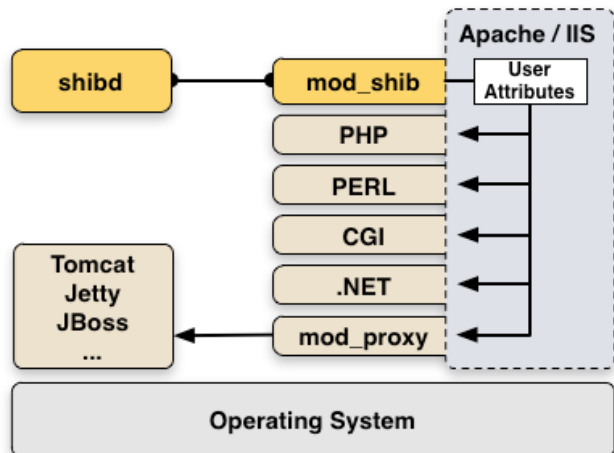 Apache / IIS
shibd
mod_shib
User
Attributes
PHP
PERL
CGI
.NET
mod_proxy
Tomcat
Jetty
JBoss
...
Operating System